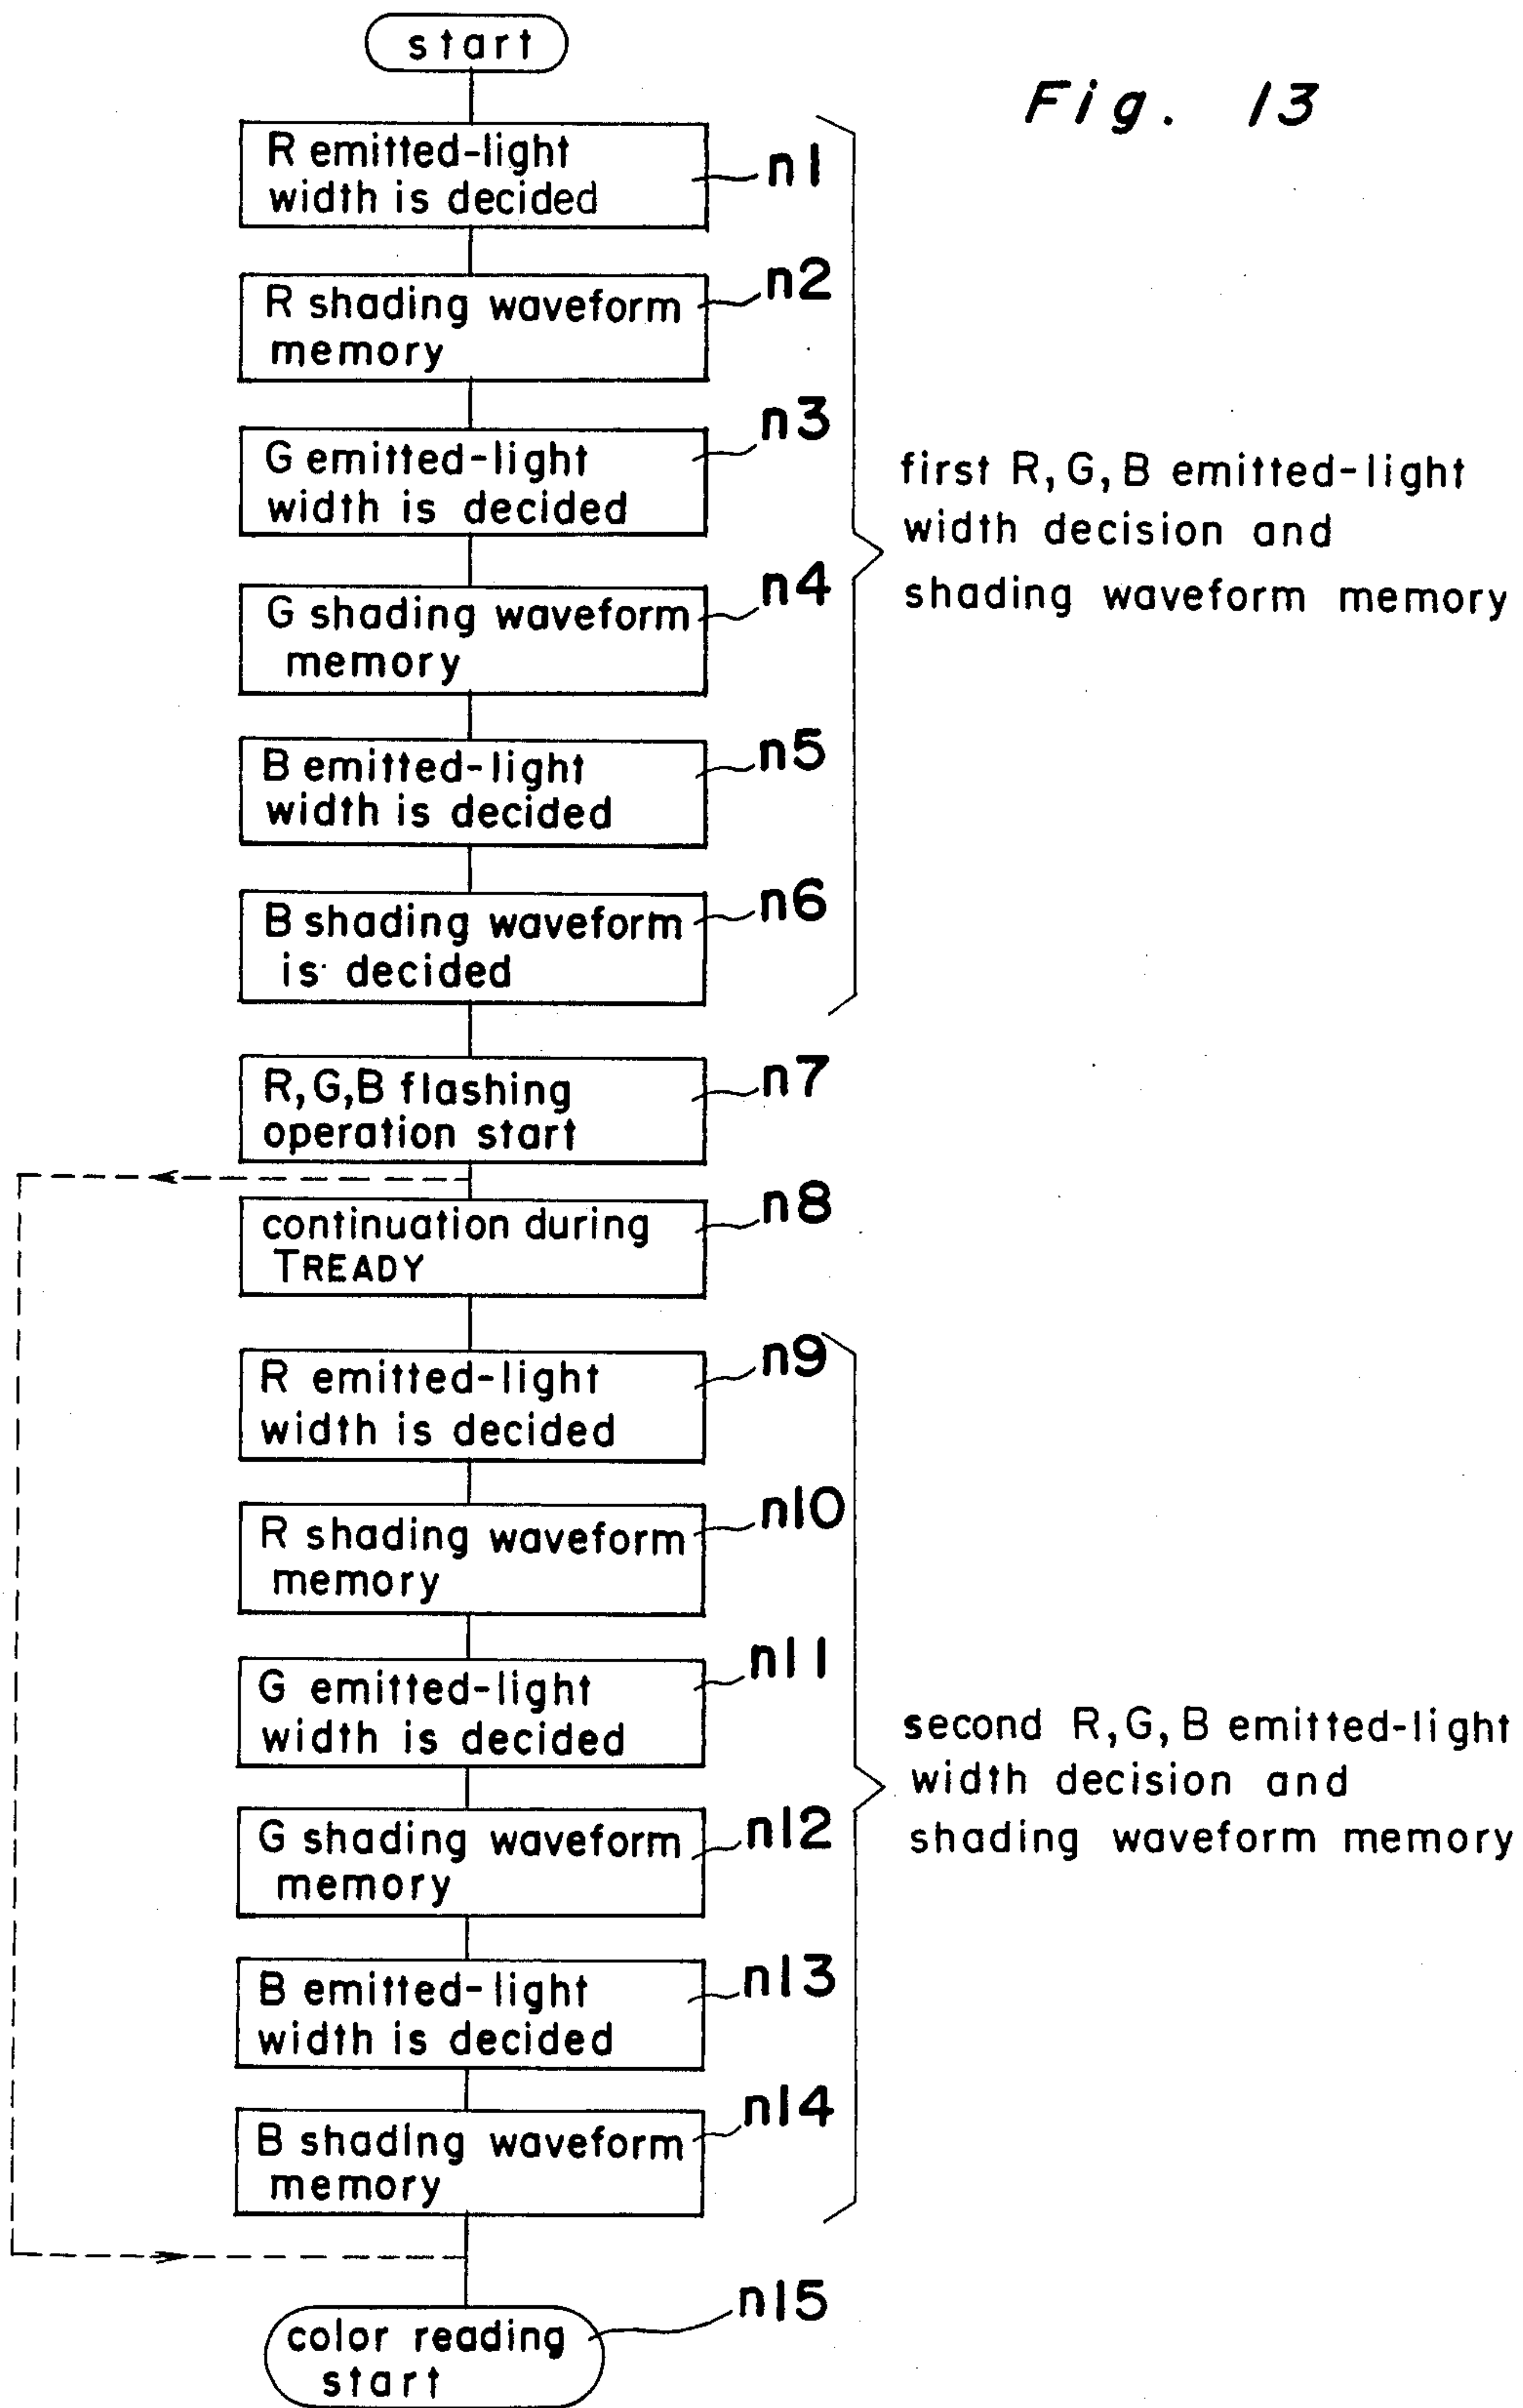 start
Fig. 13
R emitted-light
width is decided
n1
R shading waveform
memory
n2
G emitted-light
width is decided
n3
first R, G, B emitted-light
width decision and
shading waveform memory
G shading waveform
memory
n4
B emitted-light
width is decided
n5
B shading waveform
is decided
n6
R, G, B flashing
operation start
n7
continuation during
TREADY
n8
R emitted-light
width is decided
n9
R shading waveform
memory
n10
G emitted-light
width is decided
n11
second R, G, B emitted-light
width decision and
shading waveform memory
G shading waveform
memory
n12
B emitted-light
width is decided
n13
B shading waveform
memory
n14
color reading
start
n15